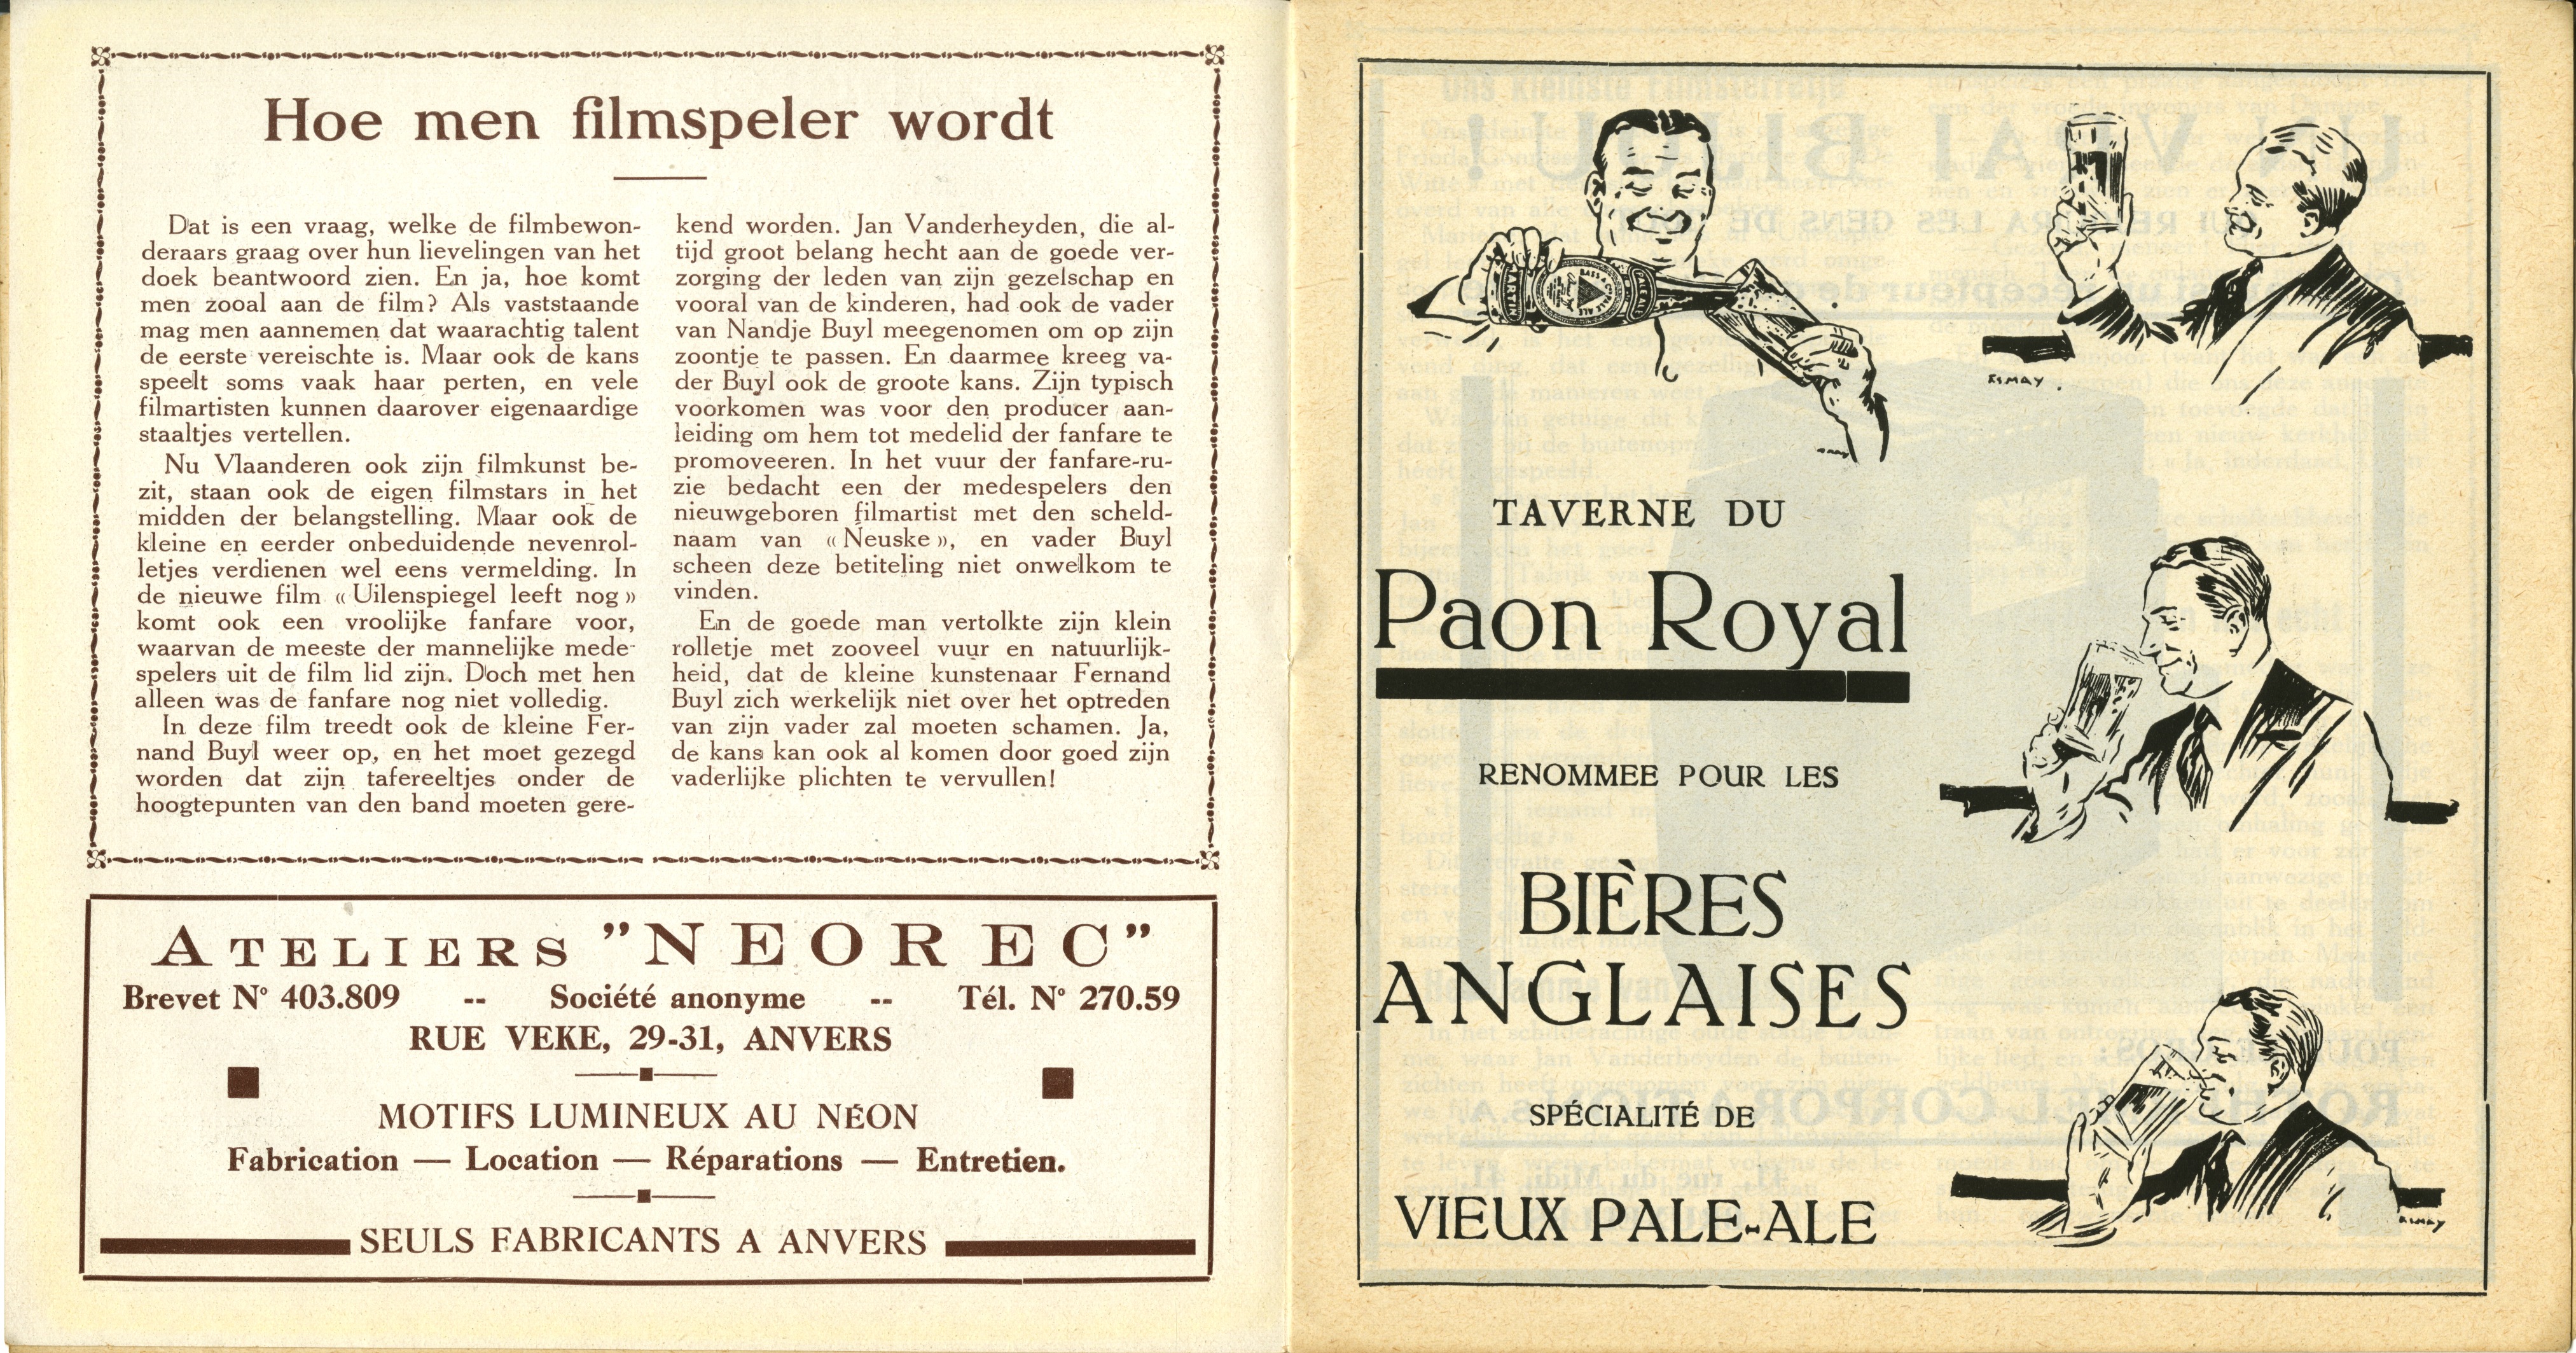 Hoe men filmspeler wordt
Dat is een vraag, welke de filmbewon-
deraars graag over hun lievelingen van het
doek beantwoord zien. En ja, hoe komt
men zooal aan de film? Als vaststaande
mag men aannemen dat waarachtig talent
de eerste vereischte is. Maar ook de kans
speelt soms vaak haar perten, en vele
filmartisten kunnen daarover eigenaardige
staaltjes vertellen.
Nu Vlaanderen ook zijn filmkunst be-
zit, staan ook de eigen filmstars in het
midden der belangstelling. Maar ook de
kleine en eerder onbeduidende nevenrol-
letjes verdienen wel eens vermelding. In
de nieuwe film « Uilenspiegel leeft nog »
komt ook een vroolijke fanfare voor,
waarvan de meeste der mannelijke mede-
spelers uit de film lid zijn. Doch met hen
alleen was de fanfare nog niet volledig.
In deze film treedt ook de kleine Fer-
nand Buyl weer op, en het moet gezegd
worden dat zijn tafereeltjes onder de
hoogtepunten van den band moeten gere-
kend worden. Jan Vanderheyden, die al-
tijd groot belang hecht aan de goede ver-
zorging der leden van zijn gezelschap en
vooral van de kinderen, had ook de vader
van Nandje Buyl meegenomen om op zijn
zoontje te passen. En daarmee kreeg va-
der Buyl ook de groote kans. Zijn typisch
voorkomen was voor den producer aan-
leiding om hem tot medelid der fanfare te
promoveeren. In het vuur der fanfare-ru-
zie bedacht een der medespelers den
nieuwgeboren filmartist met den scheld-
naam van « Neuske », en vader Buyl
scheen deze betiteling niet onwelkom te
vinden.
En de goede man vertolkte zijn klein
rolletje met zooveel vuur en natuurlijk-
heid, dat de kleine kunstenaar Fernand
Buyl zich werkelijk niet over het optreden
van zijn vader zal moeten schamen. Ja,
de kans kan ook al komen door goed zijn
vaderlijke plichten te vervullen!
ATELIERS "NEOREC"
Brevet N° 403.809 -- Société anonyme -- Tél. N° 270.59
RUE VEKE, 29-31, ANVERS
MOTIFS LUMINEUX AU NÉON
Fabrication — Location — Réparations — Entretien.
SEULS FABRICANTS A ANVERS
MARTIN
BASS & CO'S PALE ALE
PALE ALE
ESMAY.
TAVERNE DU
Paon Royal
RENOMMEE POUR LES
BIÈRES
ANGLAISES
SPÉCIALITÉ DE
VIEUX PALE-ALE